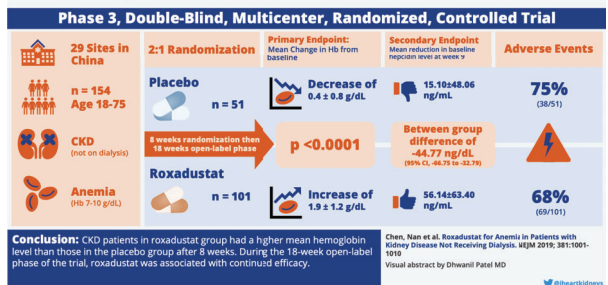 Phase 3, Double-Blind, Multicenter, Randomized, Controlled Trial
29 Sites in
China
n = 154
Age 18-75
CKD
(not on dialysis)
Anemia
(Hb 7-10 g/dL)
2:1 Randomization
Placebo
n = 51
8 weeks randomization then
18 weeks open-label phase
Roxadustat
n = 101
Primary Endpoint:
Mean Change in Hb from
baseline
Decrease of
0.4 ± 0.8 g/dL
p <0.0001
Increase of
1.9 ± 1.2 g/dL
Secondary Endpoint
Mean reduction in baseline
hepcidin level at week 9
15.10±48.06
ng/mL
Between group
difference of
-44.77 ng/dL
(95% CI, -66.75 to -32.79)
56.14±63.40
ng/mL
Adverse Events
75%
(38/51)
68%
(69/101)
Conclusion: CKD patients in roxadustat group had a higher mean hemoglobin
level than those in the placebo group after 8 weeks. During the 18-week open-label
phase of the trial, roxadustat was associated with continued efficacy.
Chen, Nan et al. Roxadustat for Anemia in Patients with
Kidney Disease Not Receiving Dialysis. NEJM 2019; 381:1001-
1010
Visual abstract by Dhwanil Patel MD
@iheartkidneys